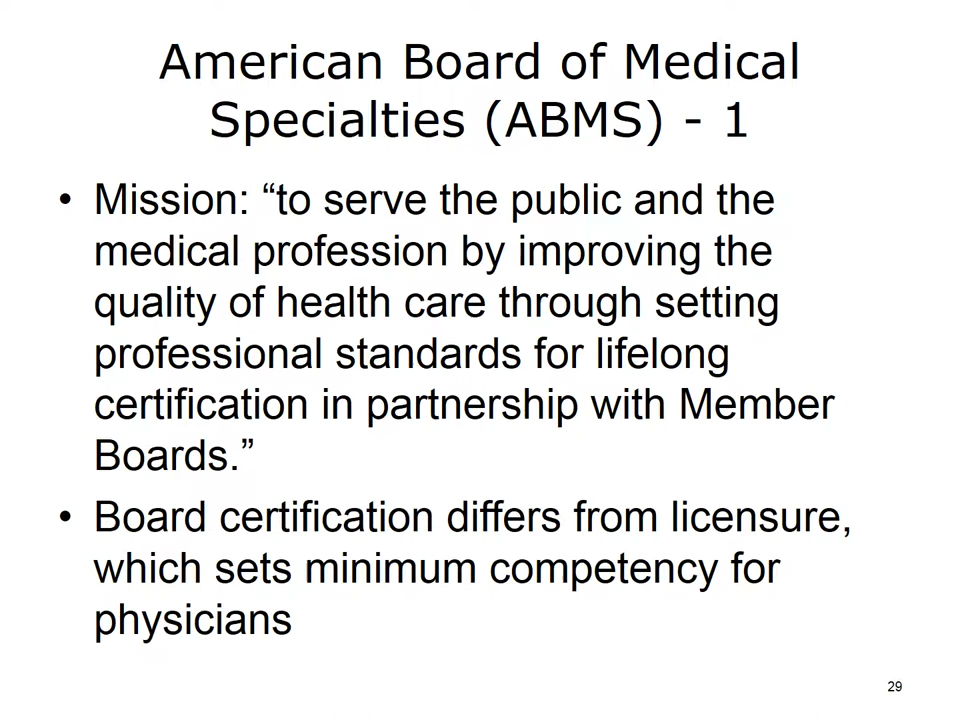 American Board of Medical
Specialties (ABMS) - 1
• Mission: “to serve the public and the
medical profession by improving the
quality of health care through setting
professional standards for lifelong
certification in partnership with Member
Boards.”
• Board certification differs from licensure,
which sets minimum competency for
physicians
29